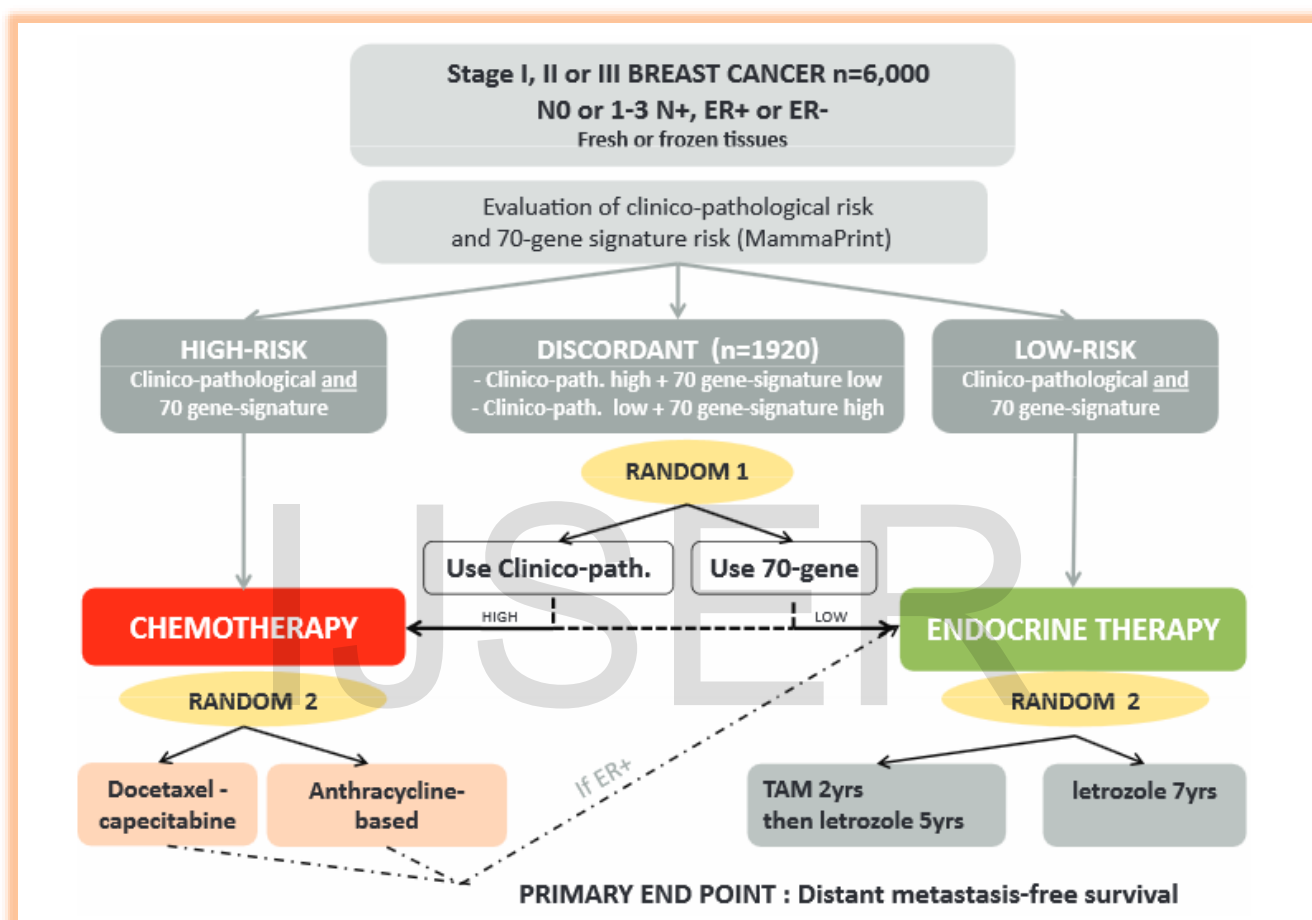 Stage I, II or III BREAST CANCER n=6,000
N0 or 1-3 N+, ER+ or ER-
Fresh or frozen tissues
Evaluation of clinico-pathological risk
and 70-gene signature risk (MammaPrint)
HIGH-RISK
Clinico-pathological and
70 gene-signature
DISCORDANT (n=1920)
- Clinico-path. high + 70 gene-signature low
- Clinico-path. low + 70 gene-signature high
LOW-RISK
Clinico-pathological and
70 gene-signature
RANDOM 1
Use Clinico-path.
Use 70-gene
CHEMOTHERAPY
HIGH
LOW
ENDOCRINE THERAPY
IJSER
RANDOM 2
RANDOM 2
Docetaxel -
capecitabine
Anthracycline-
based
If ER+
TAM 2yrs
then letrozole 5yrs
letrozole 7yrs
PRIMARY END POINT : Distant metastasis-free survival